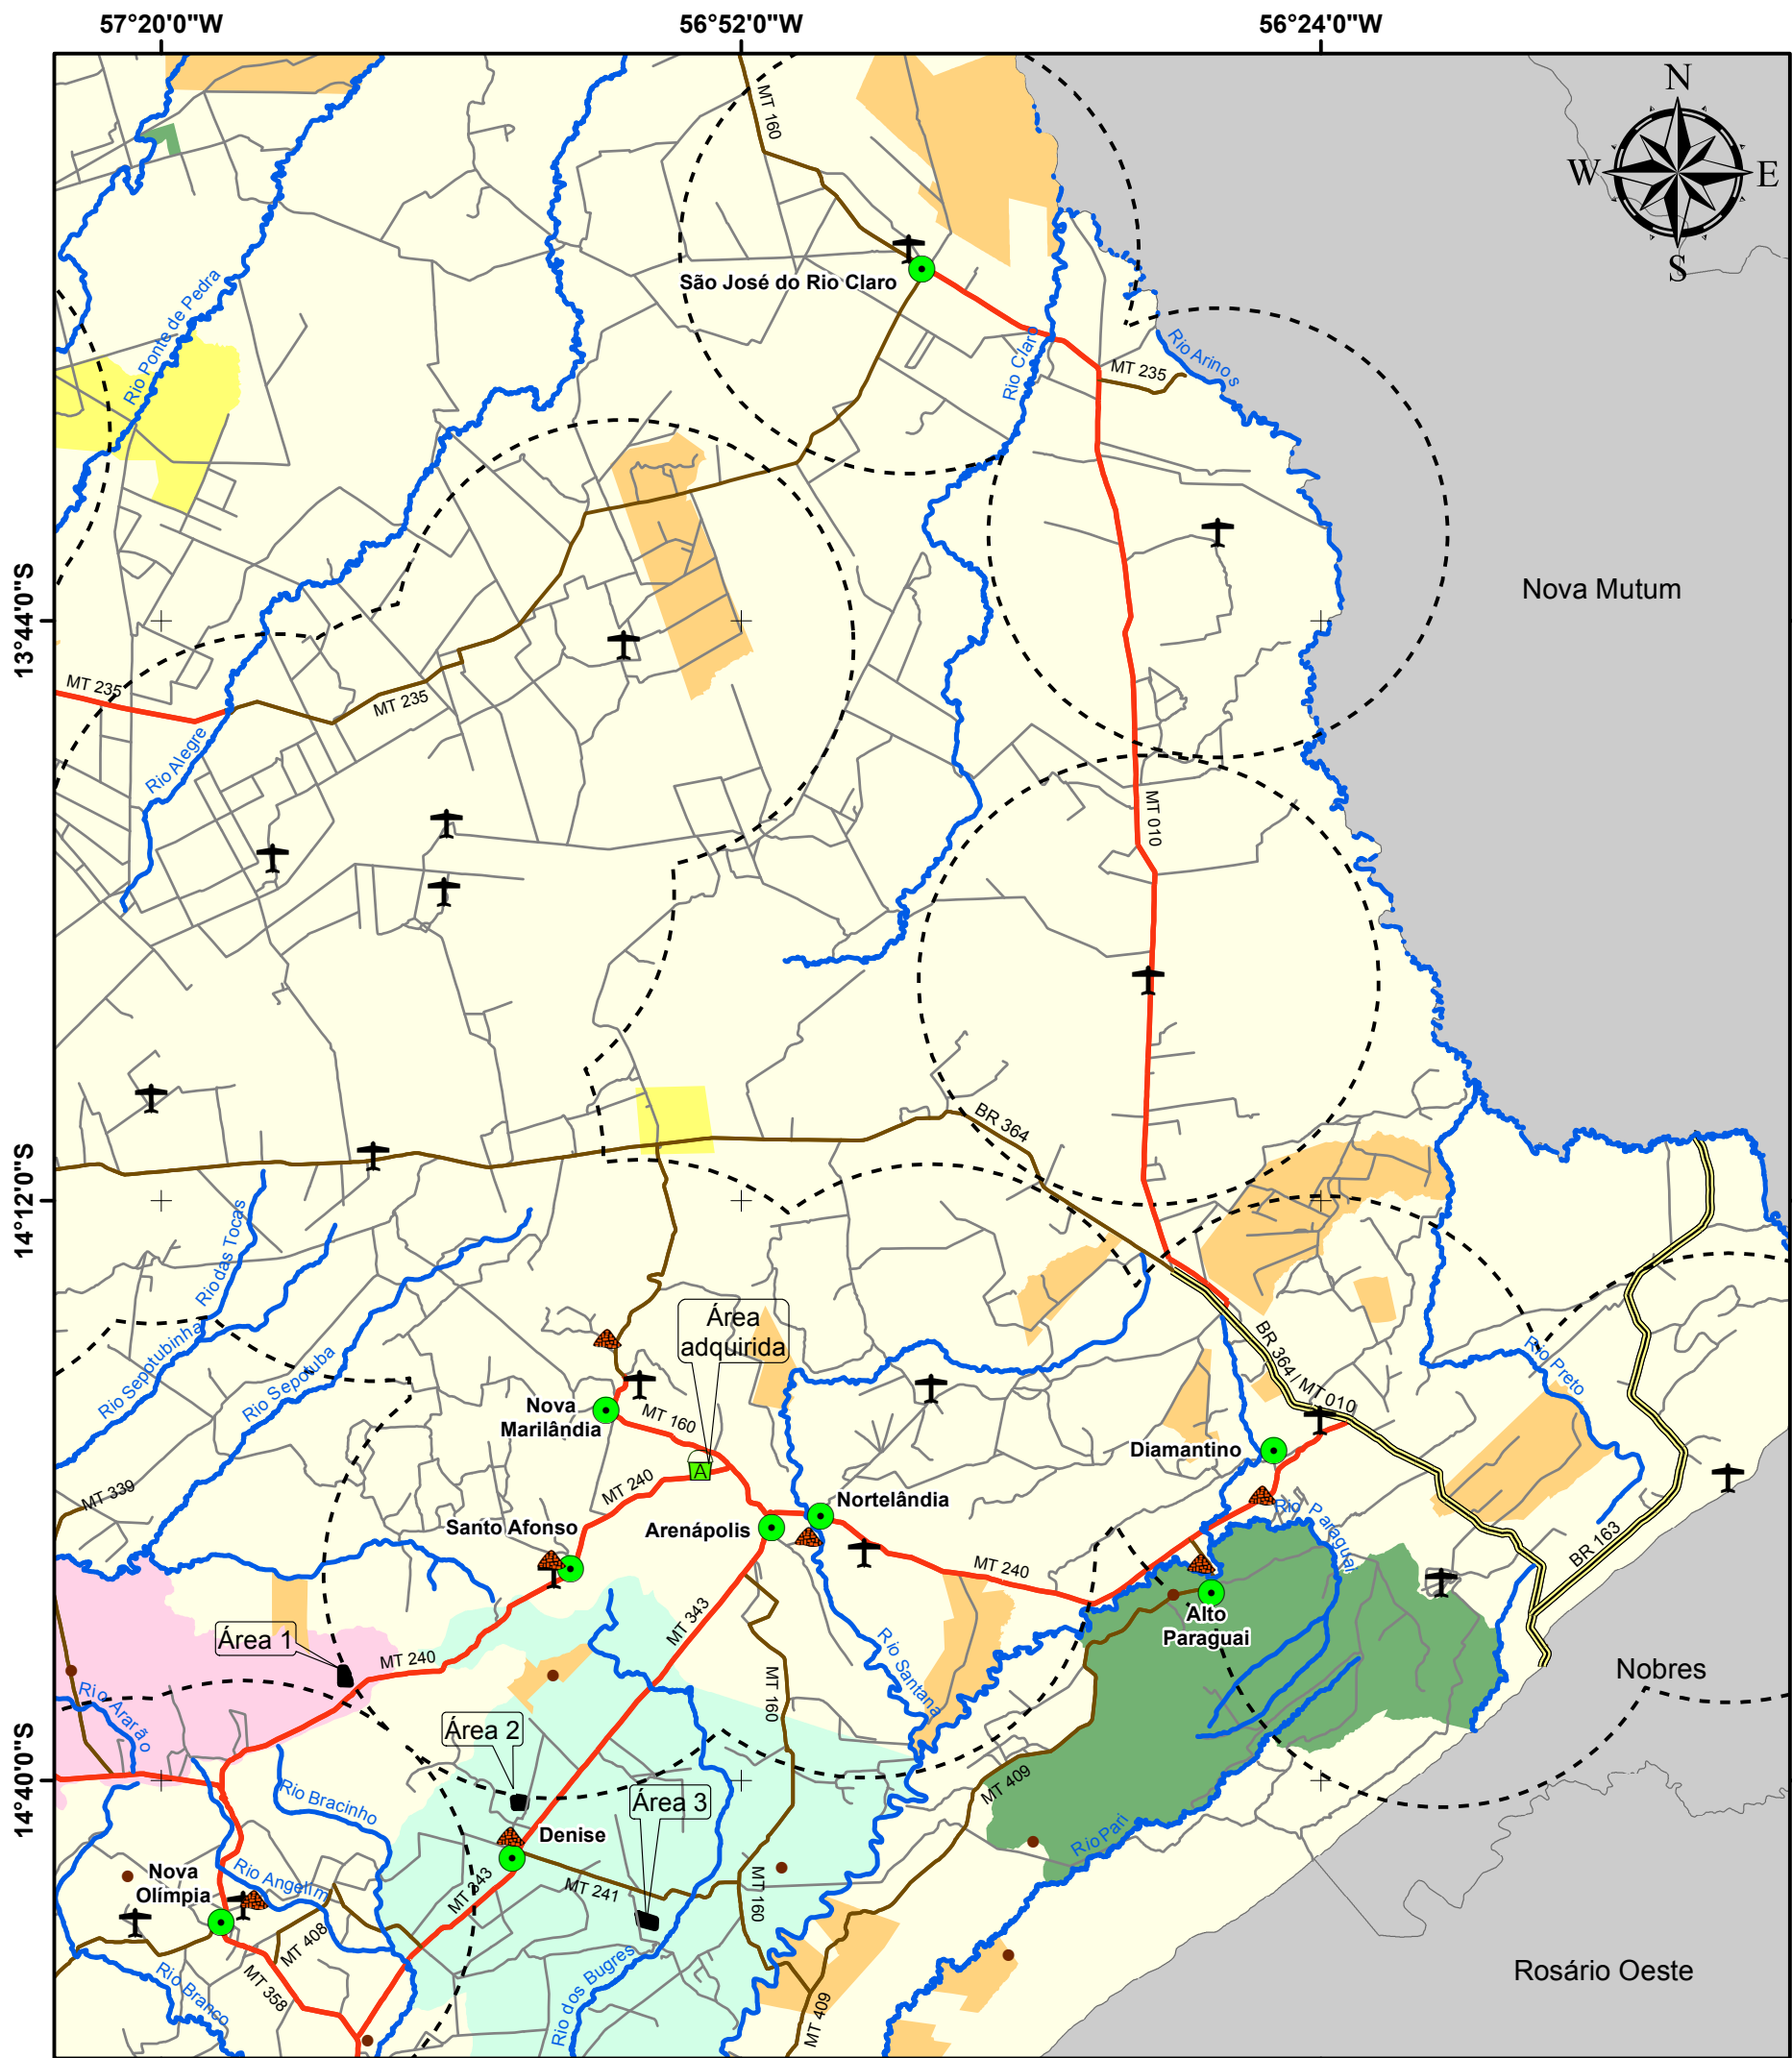 57°20'0"W
56°52'0"W
56°24'0"W
N
W
E
S
MT 160
São José do Rio Claro
Rio Ponte de Pedra
Rio Claro
Rio Arinos
MT 235
Nova Mutum
13°44'0"S
MT 235
MT 235
Rio Alegre
MT 010
BR 364
14°12'0"S
Rio das Tocas
Rio Sepotubinha
Rio Sepotuba
Área
adquirida
BR 364 / MT 010
Rio Preto
Nova
Marilândia
MT 160
Diamantino
A
MT 240
MT 339
Nortelândia
Santo Afonso
Arenápolis
Rio Paraguai
BR 163
MT 240
MT 343
Alto
Paraguai
Área 1
MT 240
Rio Santana
Nobres
Rio Ararão
MT 160
Área 2
14°40'0"S
MT 409
Rio Bracinho
Área 3
Denise
Rio Pari
Nova
Olímpia
Rio Angelim
MT 343
MT 241
MT 160
MT 408
Rio dos Bugres
Rosário Oeste
Rio Branco
MT 358
MT 409